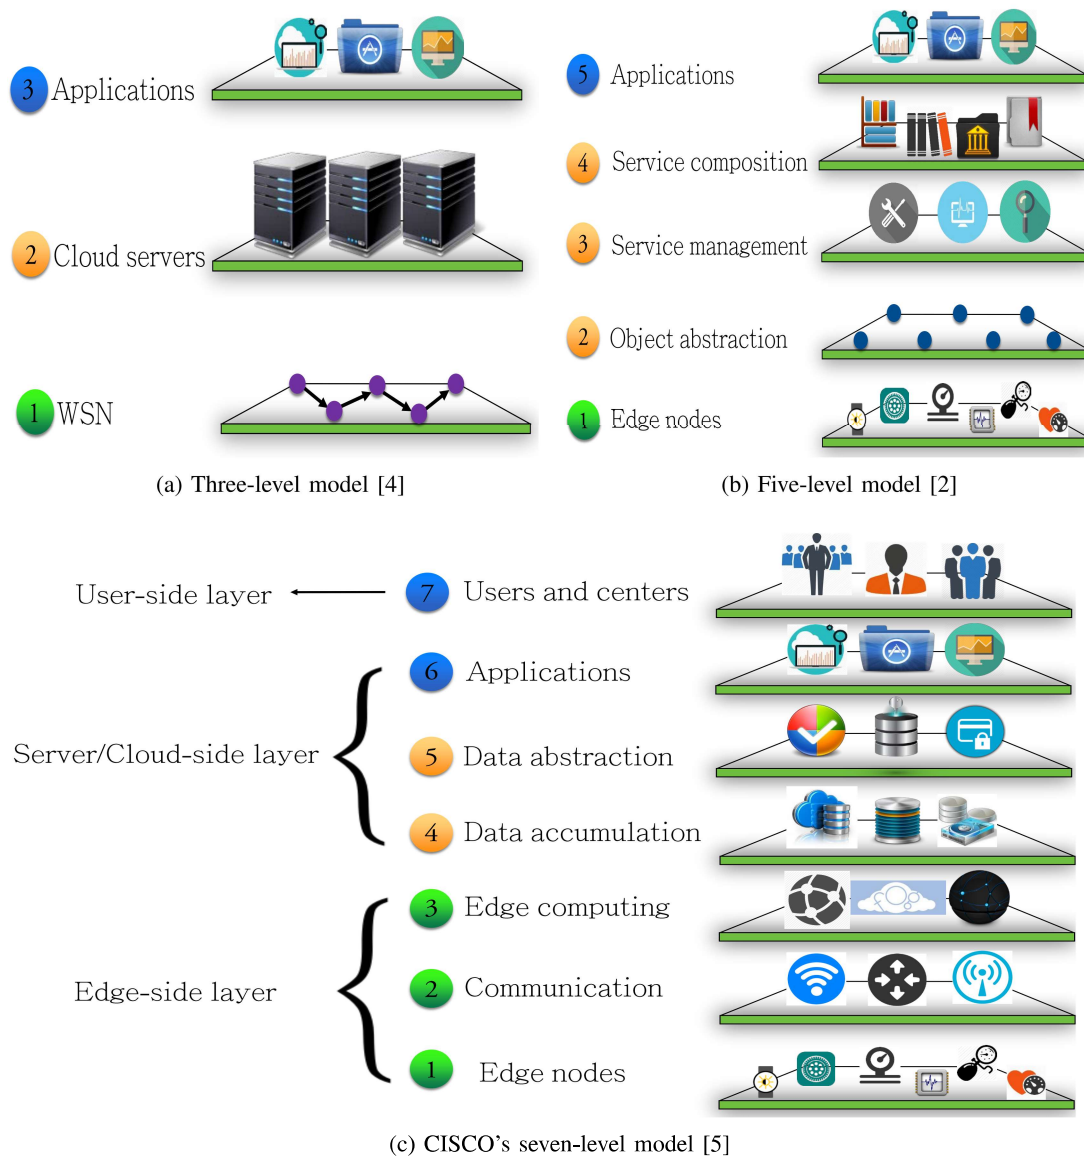 3 Applications
2 Cloud servers
1 WSN
(a) Three-level model [4]
5 Applications
4 Service composition
3 Service management
2 Object abstraction
1 Edge nodes
(b) Five-level model [2]
User-side layer
7 Users and centers
6 Applications
Server/Cloud-side layer
5 Data abstraction
4 Data accumulation
3 Edge computing
Edge-side layer
2 Communication
1 Edge nodes
(c) CISCO's seven-level model [5]